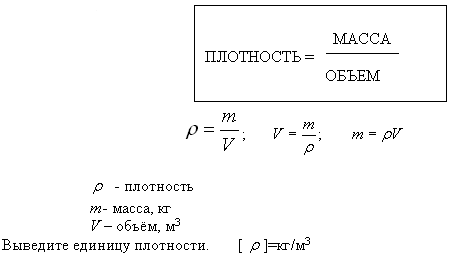 ПЛОТНОСТЬ = МАССА / ОБЪЕМ
ρ = m/V; V = m/ρ; m = ρV
ρ - плотность
m- масса, кг
V – объём, м³
Выведите единицу плотности. [ ρ ]=кг/м³